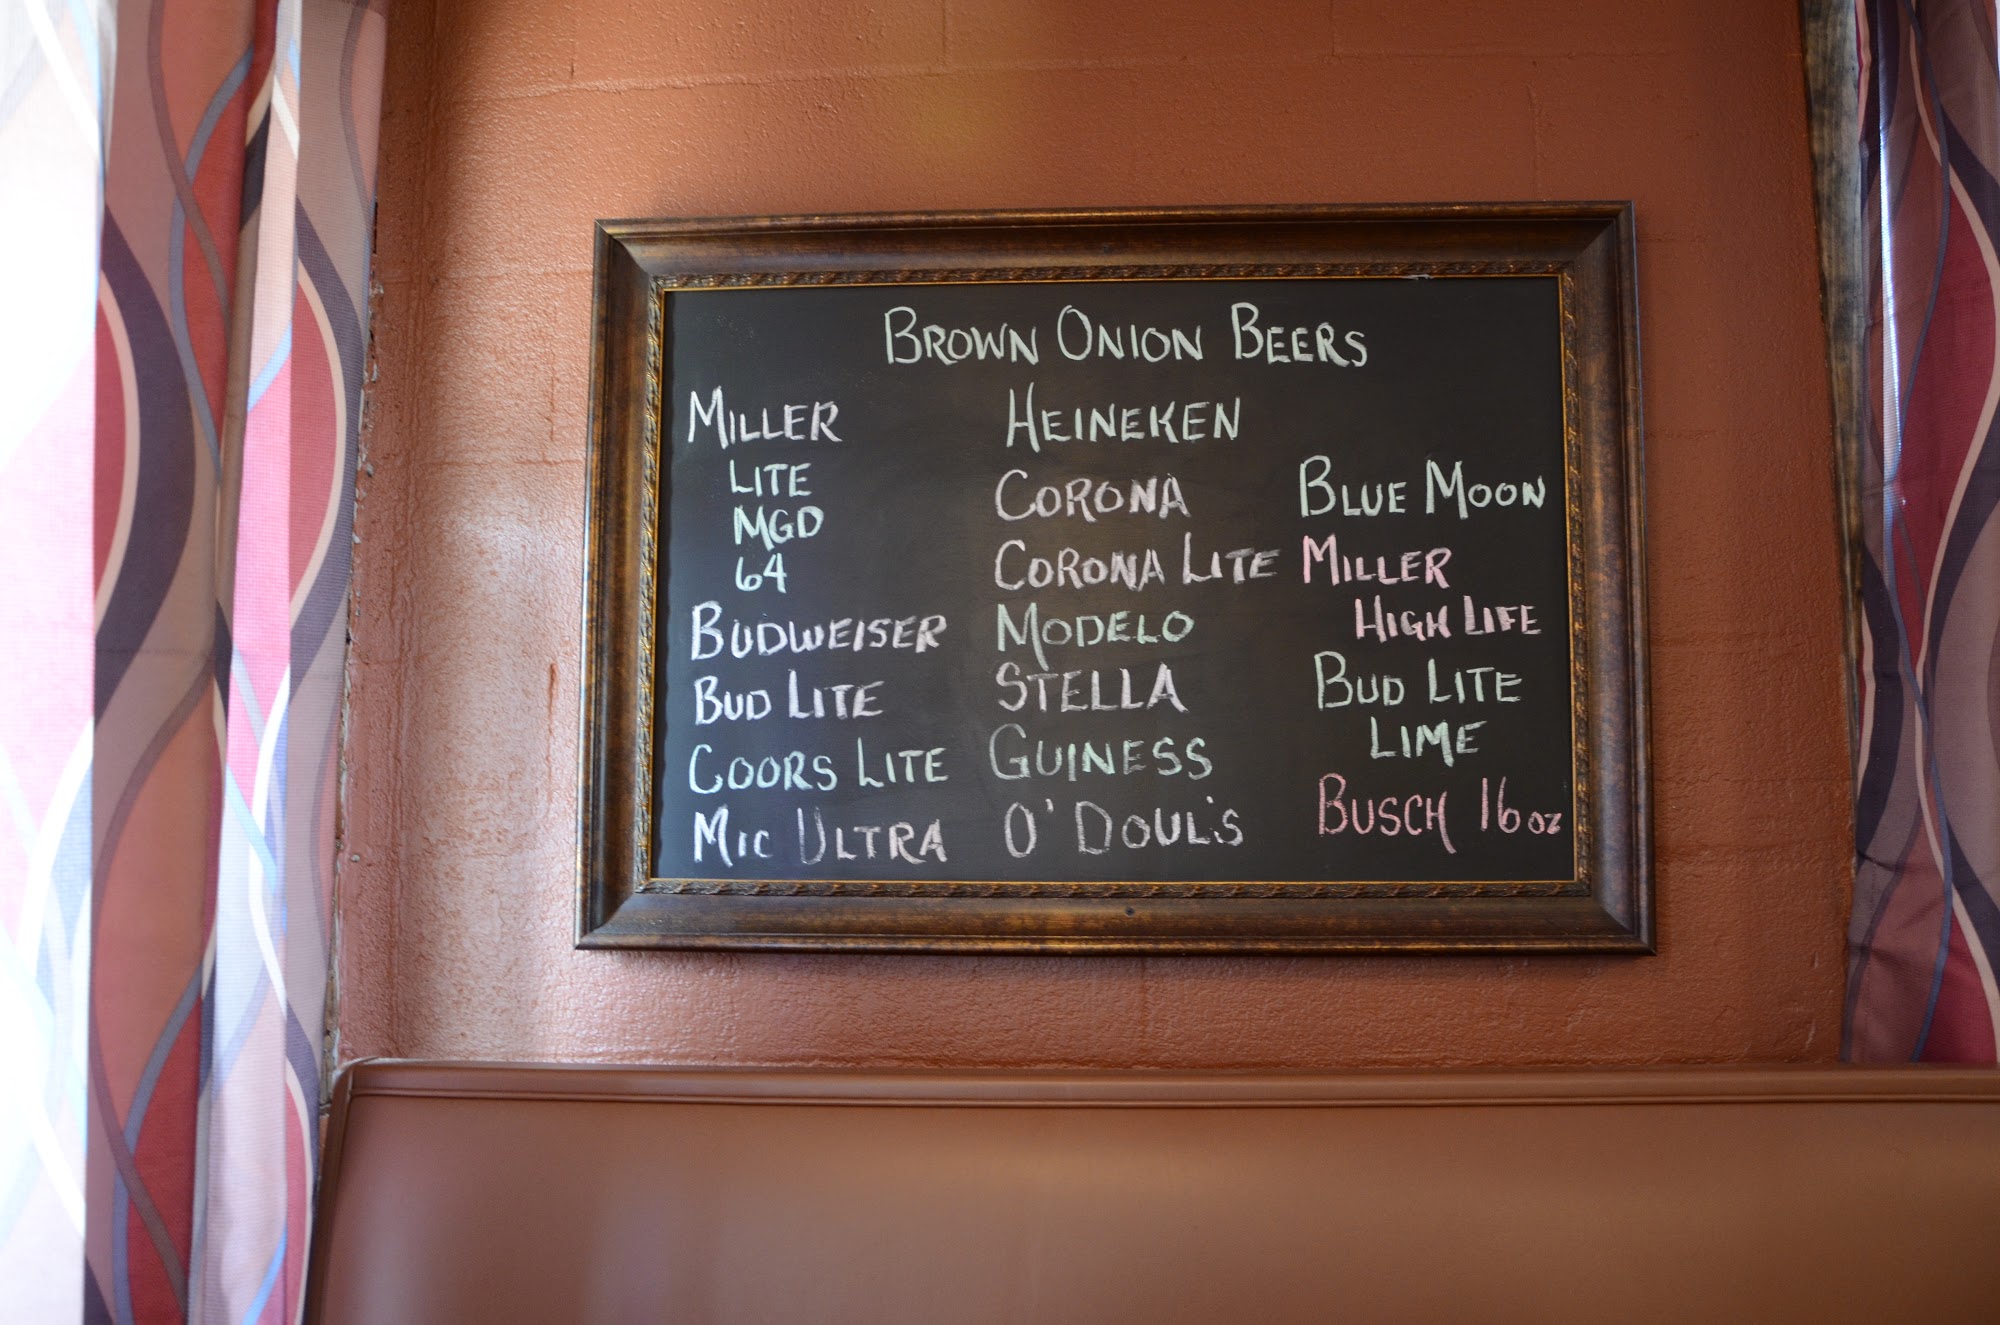 BROWN ONION BEERS
MILLER
LITE
MGD
64
BUDWEISER
BUD LITE
COORS LITE
MIC ULTRA
HEINEKEN
CORONA
CORONA LITE
MODELO
STELLA
GUINESS
O'DOUL'S
BLUE MOON
MILLER
HIGH LIFE
BUD LITE
LIME
BUSCH 16oz